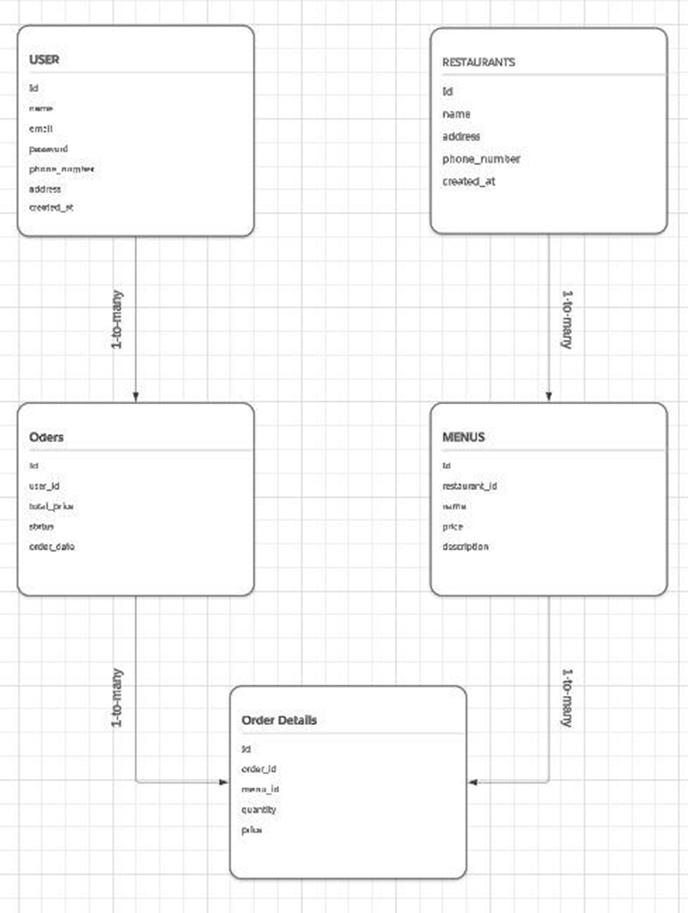 USER
Id
name
email
password
phone_number
address
created_at
RESTAURANTS
Id
name
address
phone_number
created_at
1-to-many
1-to-many
Oders
Id
user_id
total_price
status
order_date
MENUS
Id
restaurant_id
name
price
description
1-to-many
1-to-many
Order Details
Id
order_id
menu_id
quantity
price